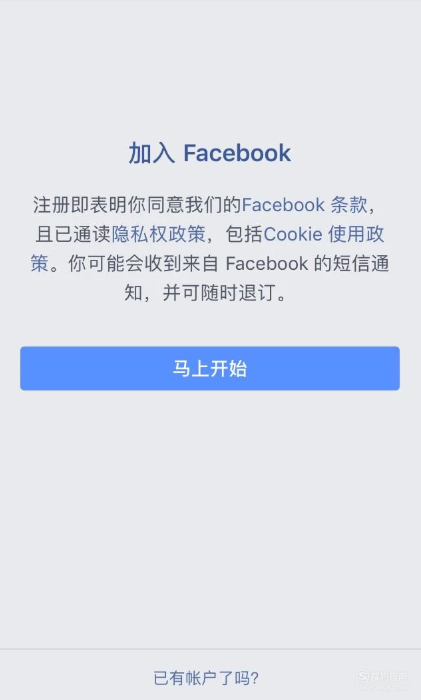 加入 Facebook
注册即表明你同意我们的Facebook 条款，
且已通读隐私权政策，包括Cookie 使用政
策。你可能会收到来自 Facebook 的短信通
知，并可随时退订。
马上开始
已有帐户了吗?